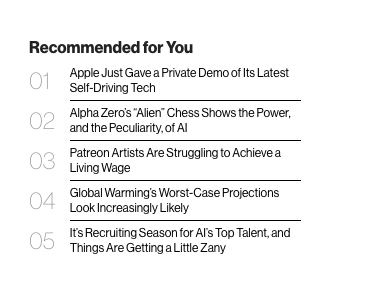 Recommended for You
01
Apple Just Gave a Private Demo of Its Latest
Self-Driving Tech
02
Alpha Zero's “Alien” Chess Shows the Power,
and the Peculiarity, of AI
03
Patreon Artists Are Struggling to Achieve a
Living Wage
04
Global Warming's Worst-Case Projections
Look Increasingly Likely
05
It's Recruiting Season for AI's Top Talent, and
Things Are Getting a Little Zany